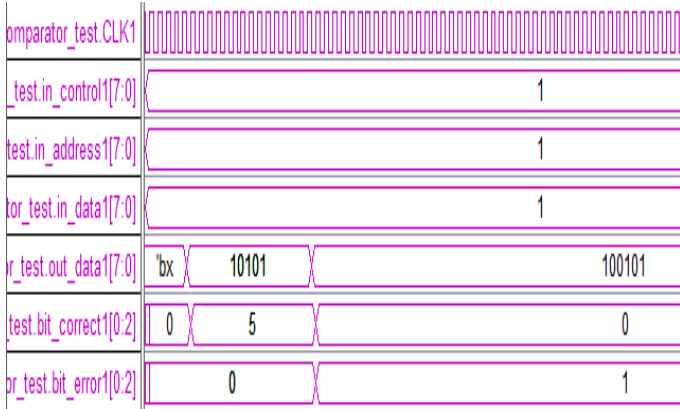 omparator_test.CLK1
_test.in_control1[7:0] 1
test.in_address1[7:0] 1
tor_test.in_data1[7:0] 1
r_test.out_data1[7:0] 'bx 10101 100101
_test.bit_correct1[0:2] 0 5 0
or_test.bit_error1[0:2] 0 1